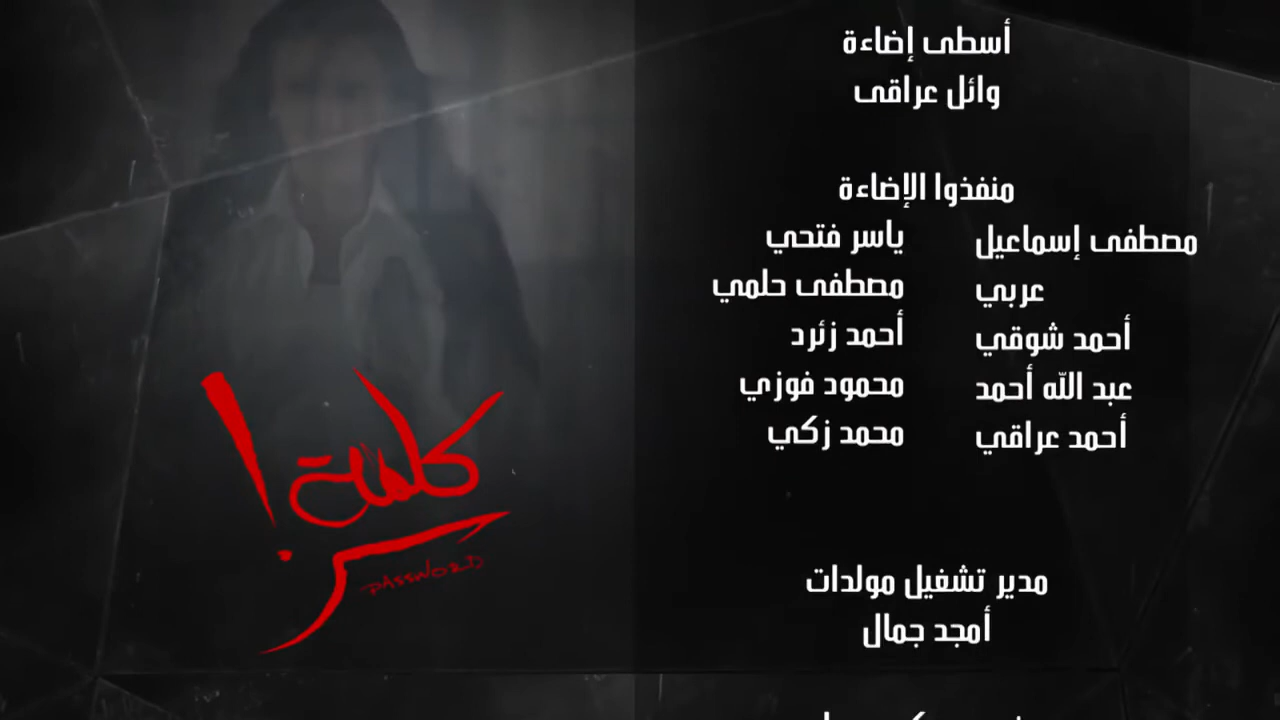 أسطى إضاءة
وائل عراقى
منفذوا الإضاءة
مصطفى إسماعيل ياسر فتحي
عربي مصطفى حلمي
أحمد شوقي أحمد زئرد
عبد الله أحمد محمود فوزي
أحمد عراقي محمد زكي
مدير تشغيل مولدات
أمجد جمال
كلمة سر
PASSWORD